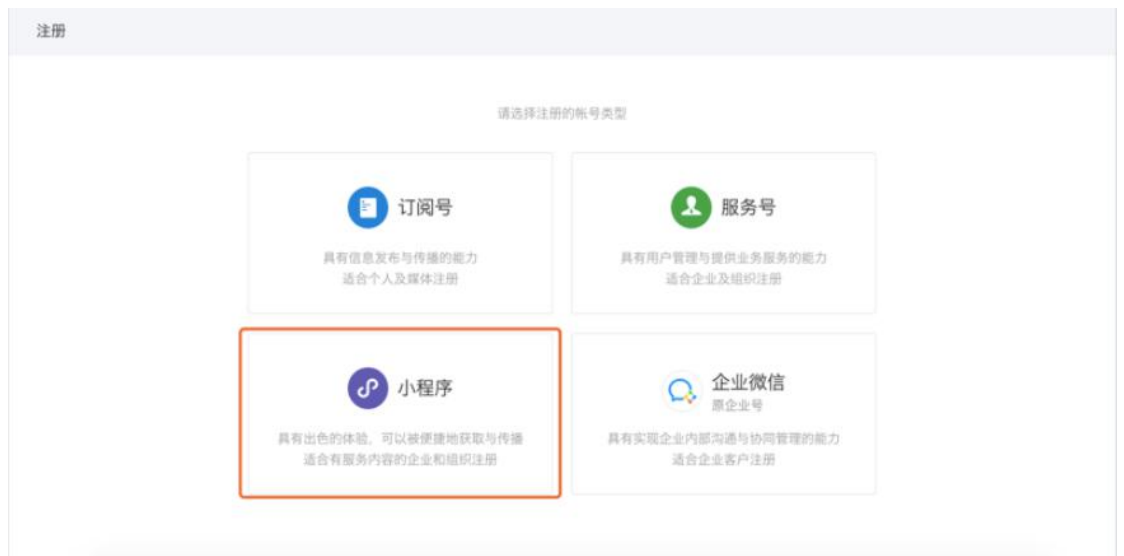 注册
请选择注册的帐号类型
订阅号
具有信息发布与传播的能力
适合个人及媒体注册
服务号
具有用户管理与提供业务服务的能力
适合企业及组织注册
小程序
具有出色的体验，可以被便捷地获取与传播
适合有服务内容的企业和组织注册
企业微信
原企业号
具有实现企业内部沟通与协同管理的能力
适合企业客户注册